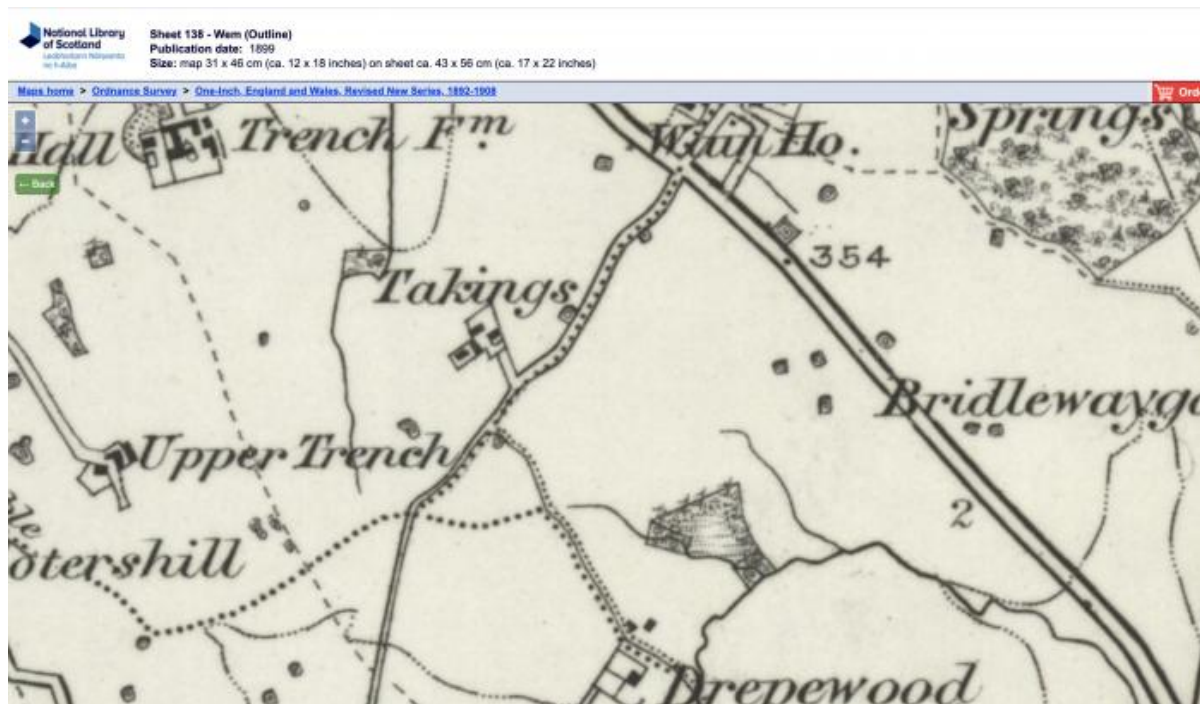 National Library
of Scotland
Sheet 138 - Wem (Outline)
Publication date: 1899
Size: map 31 x 46 cm (ca. 12 x 18 inches) on sheet ca. 43 x 56 cm (ca. 17 x 22 inches)
Maps home > Ordnance Survey > One-Inch, England and Wales, Revised New Series, 1892-1908
Ord
+
-
← Back
Hall
Trench Fm.
Ho.
Springs
354
Takings
Bridlewayga
Upper Trench
2
otershill
Drepewood